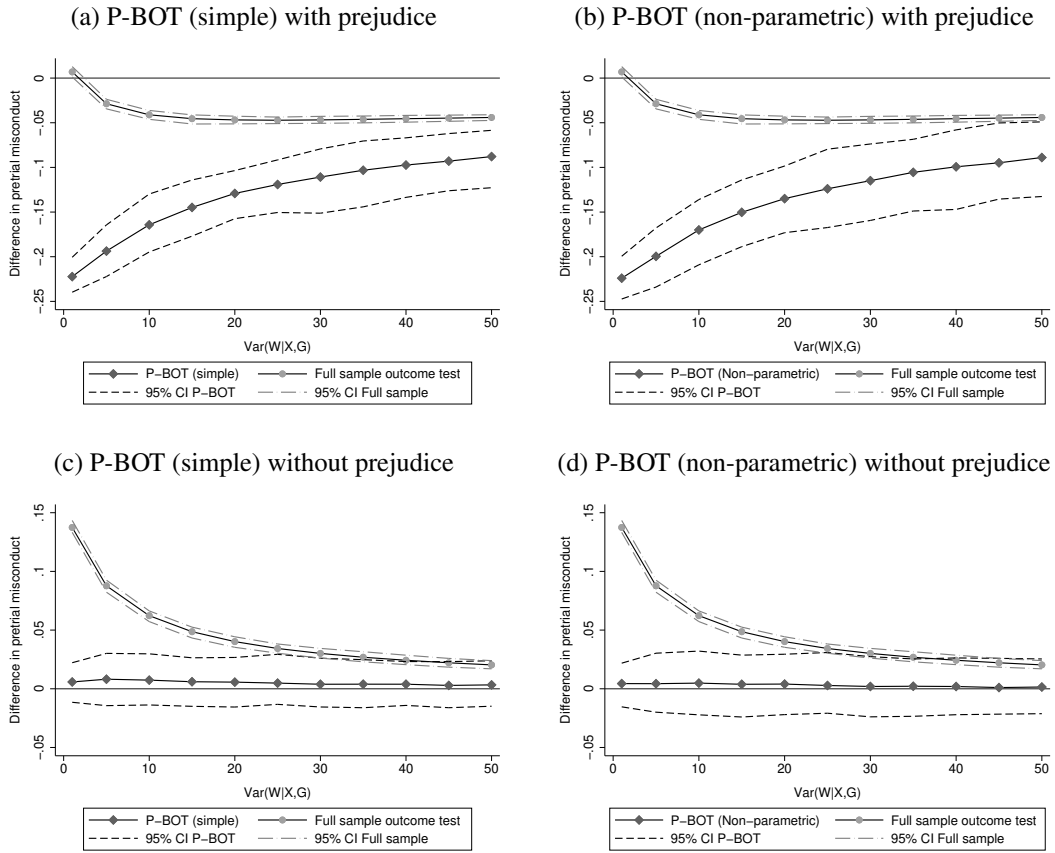 (a) P-BOT (simple) with prejudice
Difference in pretrial misconduct
0
-.05
-.1
-.15
-.2
-.25
0 10 20 30 40 50
Var(W|X,G)
P-BOT (simple) Full sample outcome test
95% CI P-BOT 95% CI Full sample
(b) P-BOT (non-parametric) with prejudice
Difference in pretrial misconduct
0
-.05
-.1
-.15
-.2
-.25
0 10 20 30 40 50
Var(W|X,G)
P-BOT (Non-parametric) Full sample outcome test
95% CI P-BOT 95% CI Full sample
(c) P-BOT (simple) without prejudice
Difference in pretrial misconduct
.15
.1
.05
0
-.05
0 10 20 30 40 50
Var(W|X,G)
P-BOT (simple) Full sample outcome test
95% CI P-BOT 95% CI Full sample
(d) P-BOT (non-parametric) without prejudice
Difference in pretrial misconduct
.15
.1
.05
0
-.05
0 10 20 30 40 50
Var(W|X,G)
P-BOT (Non-parametric) Full sample outcome test
95% CI P-BOT 95% CI Full sample